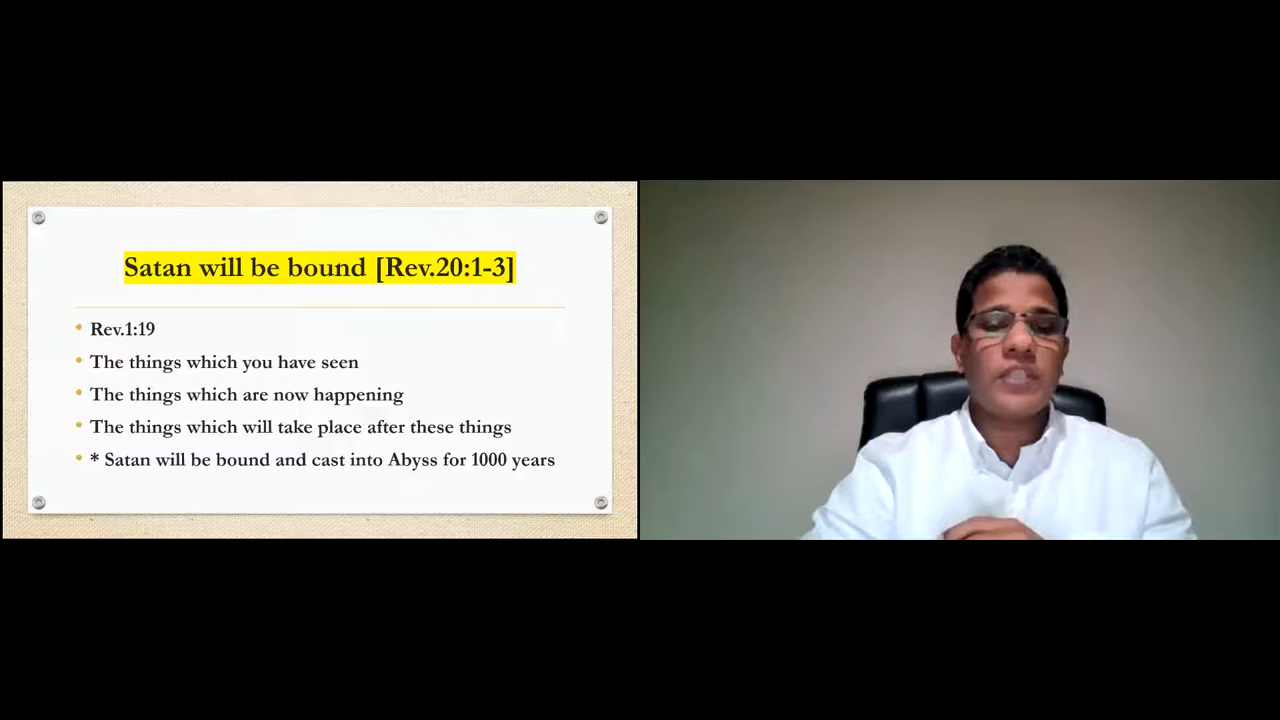 Satan will be bound [Rev.20:1-3]
• Rev.1:19
• The things which you have seen
• The things which are now happening
• The things which will take place after these things
• * Satan will be bound and cast into Abyss for 1000 years